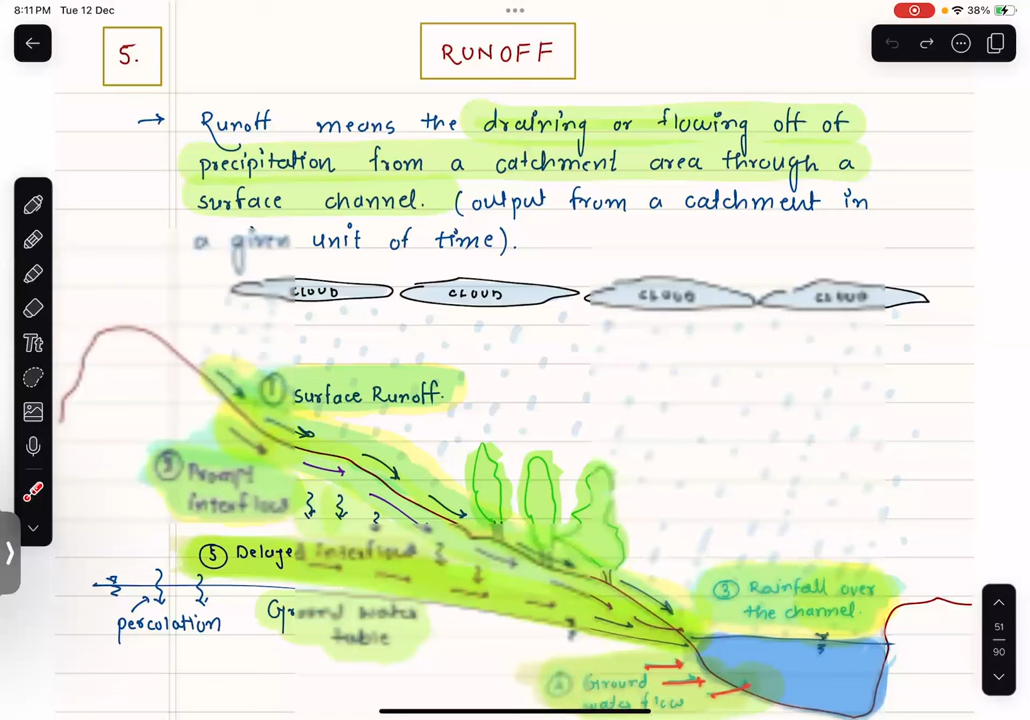 8:11 PM Tue 12 Dec
38%
5.
RUNOFF
→ Runoff means the draining or flowing off of
precipitation from a catchment area through a
surface channel. (output from a catchment in
a given unit of time).
CLOUD CLOUD CLOUD CLOUD
① Surface Runoff.
Prompt
interflow
⑤ Delayed interflow
③ Rainfall over
the channel.
percolation
Ground water
table
Ground
water flow
Tt
51
90